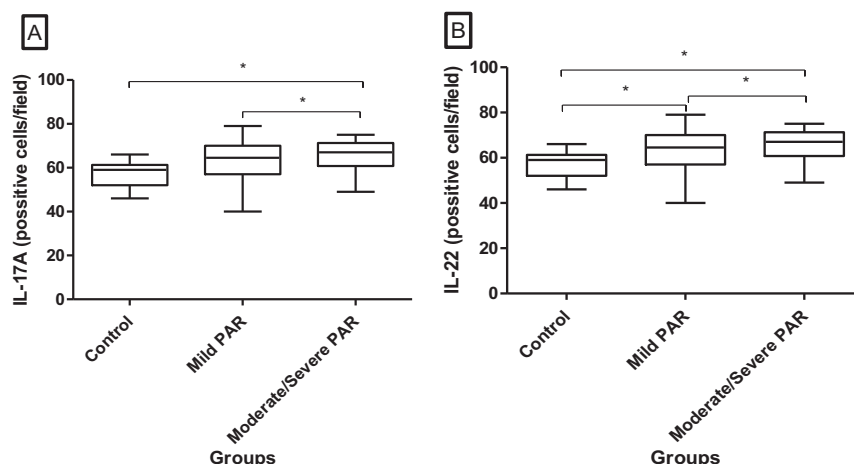 A
IL-17A (possitive cells/field)
100
80
60
40
20
0
*
*
Control
Mild PAR
Moderate/Severe PAR
Groups
B
IL-22 (possitive cells/field)
100
80
60
40
20
0
*
*
*
Control
Mild PAR
Moderate/Severe PAR
Groups